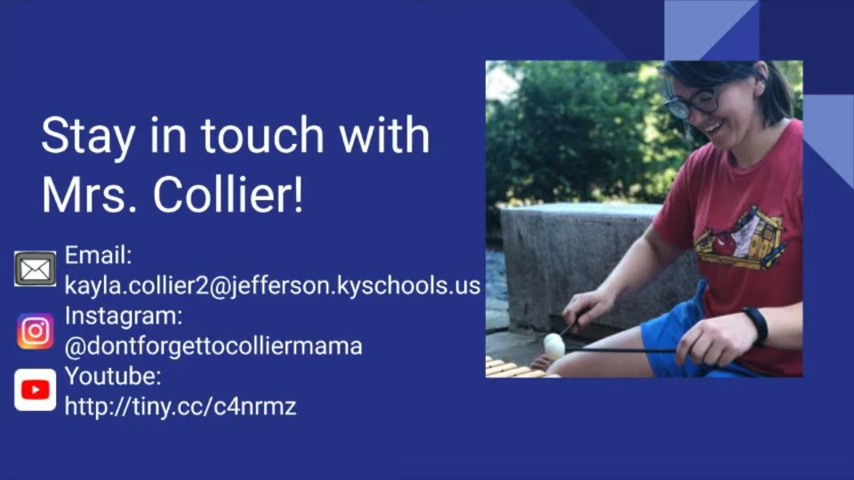 Stay in touch with
Mrs. Collier!
Email:
kayla.collier2@jefferson.kyschools.us
Instagram:
@dontforgettocolliermama
Youtube:
http://tiny.cc/c4nrmz